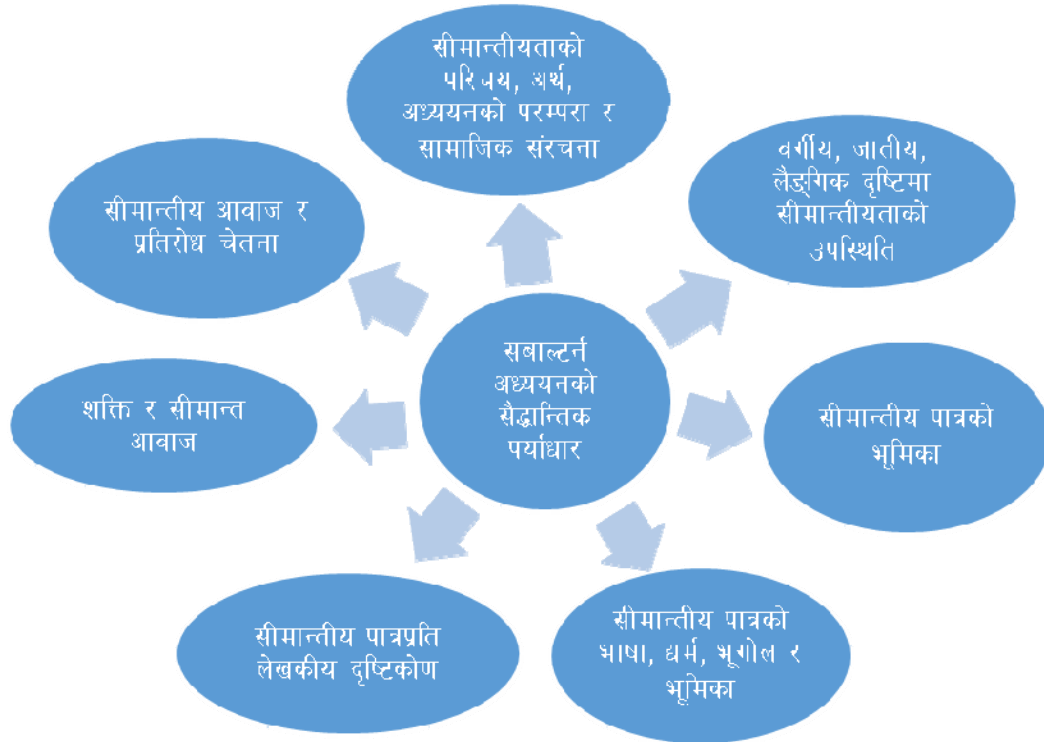 सीमान्तीयताको
परिचय, अर्थ,
अध्ययनको परम्परा र
सामाजिक संरचना
वर्गीय, जातीय,
लैङ्गिक दृष्टिमा
सीमान्तीयताको
उपस्थिति
सीमान्तीय पात्रको
भूमिका
सीमान्तीय पात्रको
भाषा, धर्म, भूगोल र
भूमिका
सीमान्तीय पात्रप्रति
लेखकीय दृष्टिकोण
शक्ति र सीमान्त
आवाज
सीमान्तीय आवाज र
प्रतिरोध चेतना
सबाल्टर्न
अध्ययनको
सैद्धान्तिक
पर्याधार